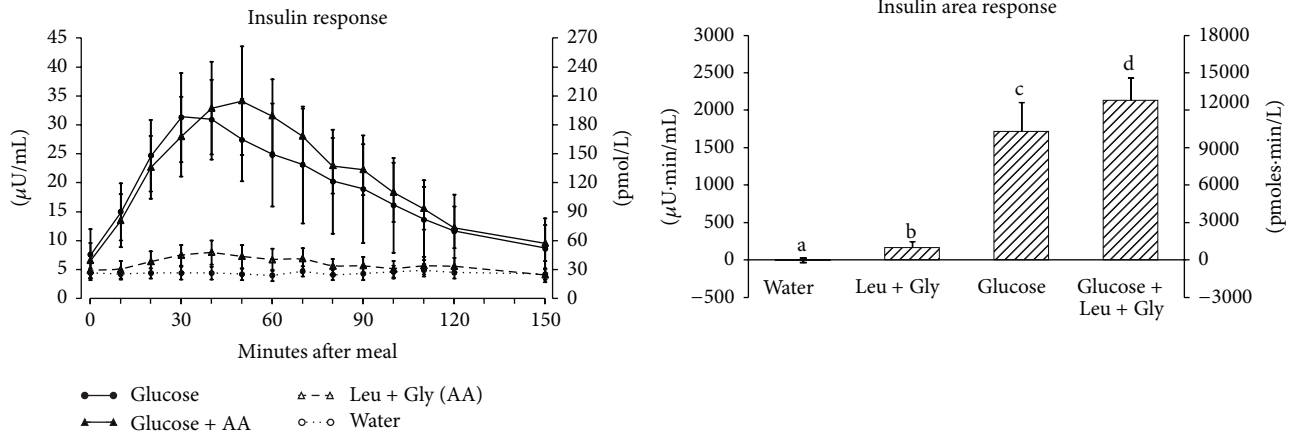 Insulin response
45
40
35
30
25
20
15
10
5
0
(μU/mL)
270
240
210
180
150
120
90
60
30
0
(pmol/L)
0 30 60 90 120 150
Minutes after meal
Glucose
Glucose + AA
Leu + Gly (AA)
Water
Insulin area response
3000
2500
2000
1500
1000
500
0
−500
(μU·min/mL)
18000
15000
12000
9000
6000
3000
0
−3000
(pmoles·min/L)
a
b
c
d
Water
Leu + Gly
Glucose
Glucose +
Leu + Gly